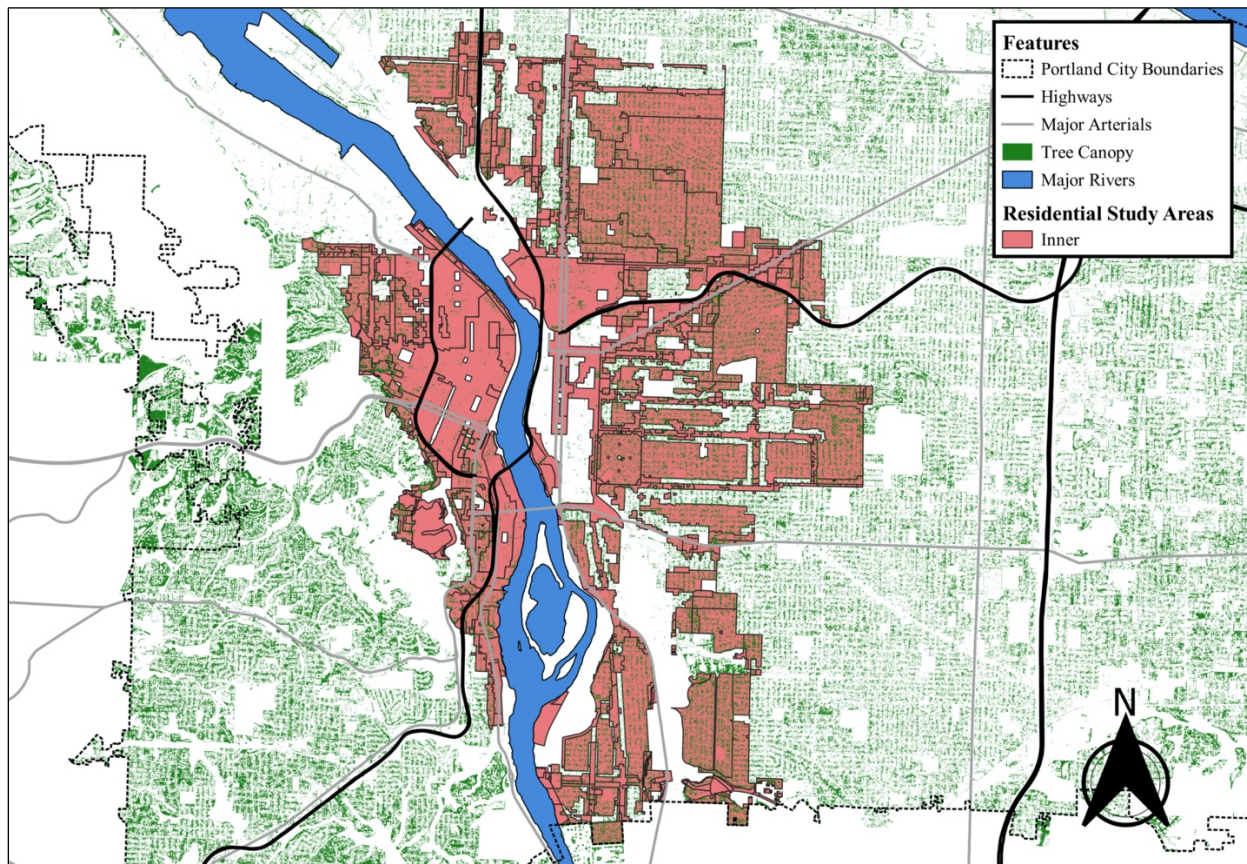 Features
Portland City Boundaries
Highways
Major Arterials
Tree Canopy
Major Rivers
Residential Study Areas
Inner
N